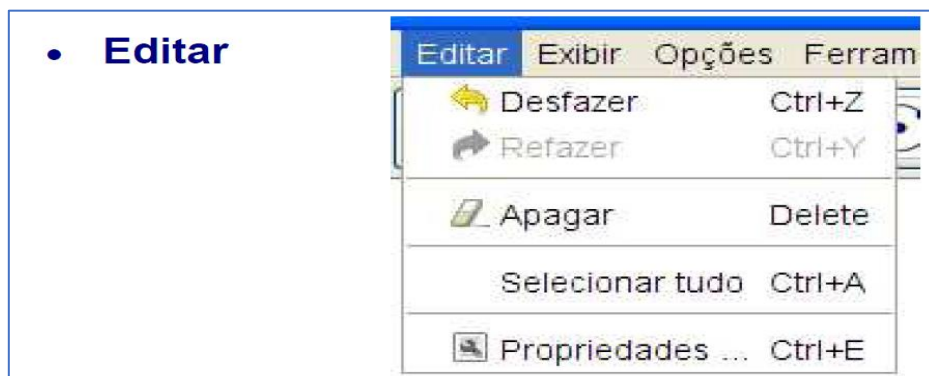 • Editar
Editar Exibir Opções Ferram
Desfazer Ctrl+Z
Refazer Ctrl+Y
Apagar Delete
Selecionar tudo Ctrl+A
Propriedades ... Ctrl+E